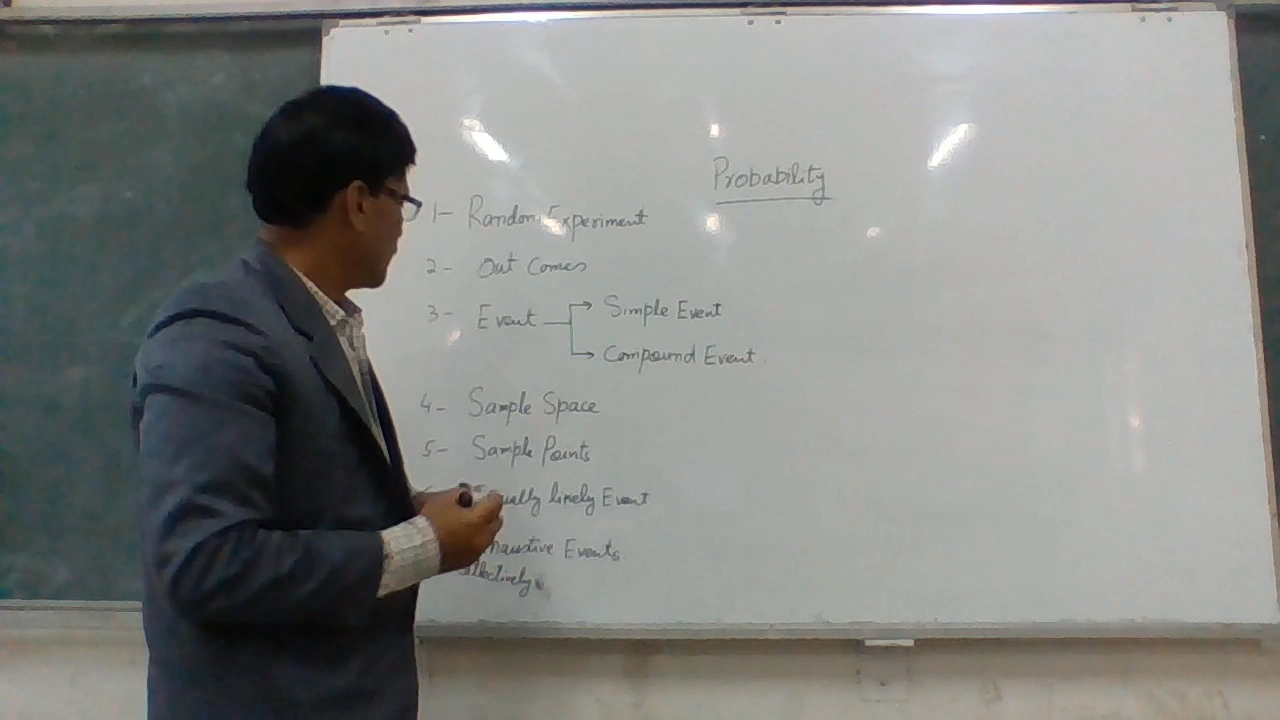 Probability
1- Random Experiment
2- Out Comes
3- Event
Simple Event
Compound Event
4- Sample Space
5- Sample Points
Event
Events